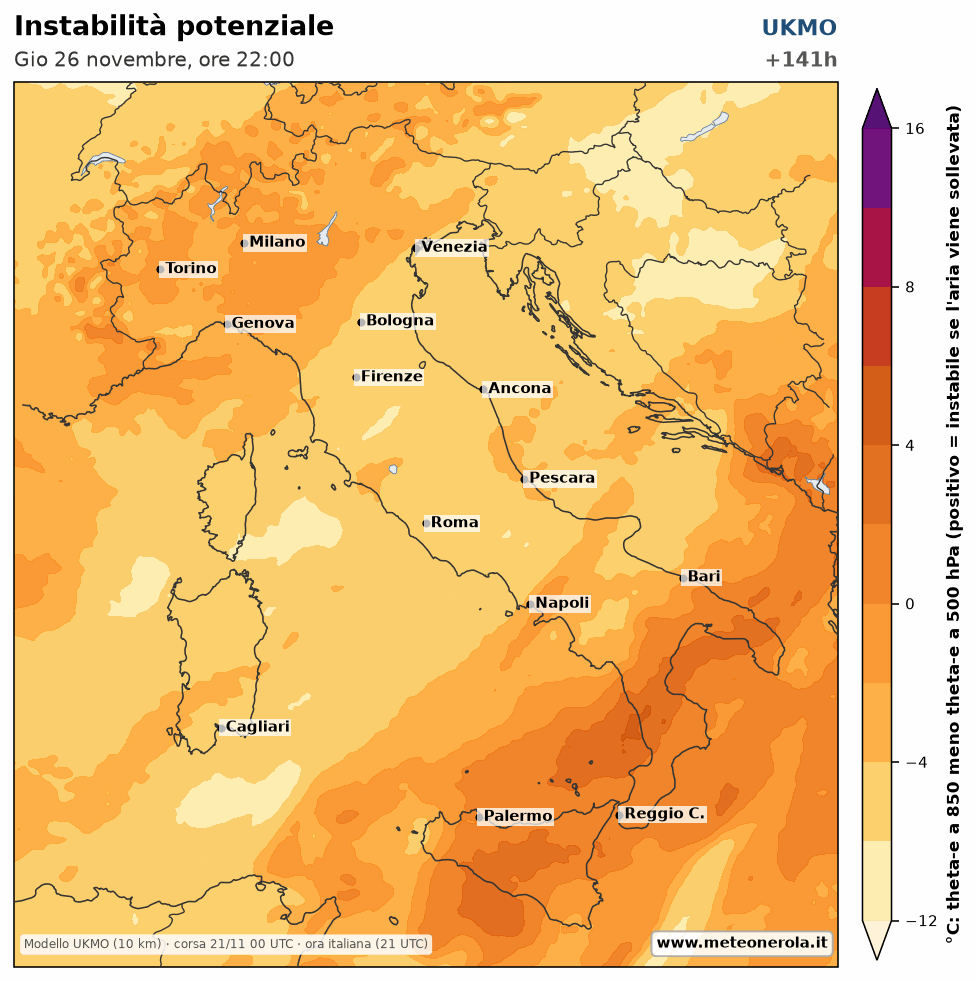 Instabilità potenziale
UKMO
Gio 26 novembre, ore 22:00
+141h
Milano
Venezia
Torino
Genova
Bologna
Firenze
Ancona
Pescara
Roma
Bari
Napoli
Cagliari
Palermo
Reggio C.
16
8
4
0
−4
−12
°C: theta-e a 850 meno theta-e a 500 hPa (positivo = instabile se l'aria viene sollevata)
Modello UKMO (10 km) · corsa 21/11 00 UTC · ora italiana (21 UTC)
www.meteonerola.it